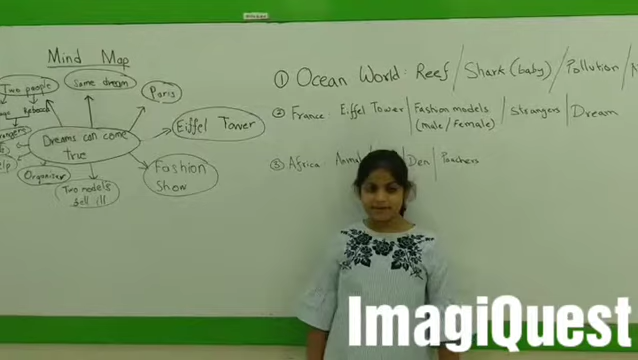 Mind Map
Two people
Same dream
Paris
Rebecca
Dreams can come
true
Eiffel Tower
Fashion
Show
Organiser
Two models
fell ill
① Ocean World: Reef / Shark (baby) / Pollution /
② France Eiffel Tower | Fashion models / Strangers | Dream
(male / Female)
③ Africa Den | Poachers
ImagiQuest